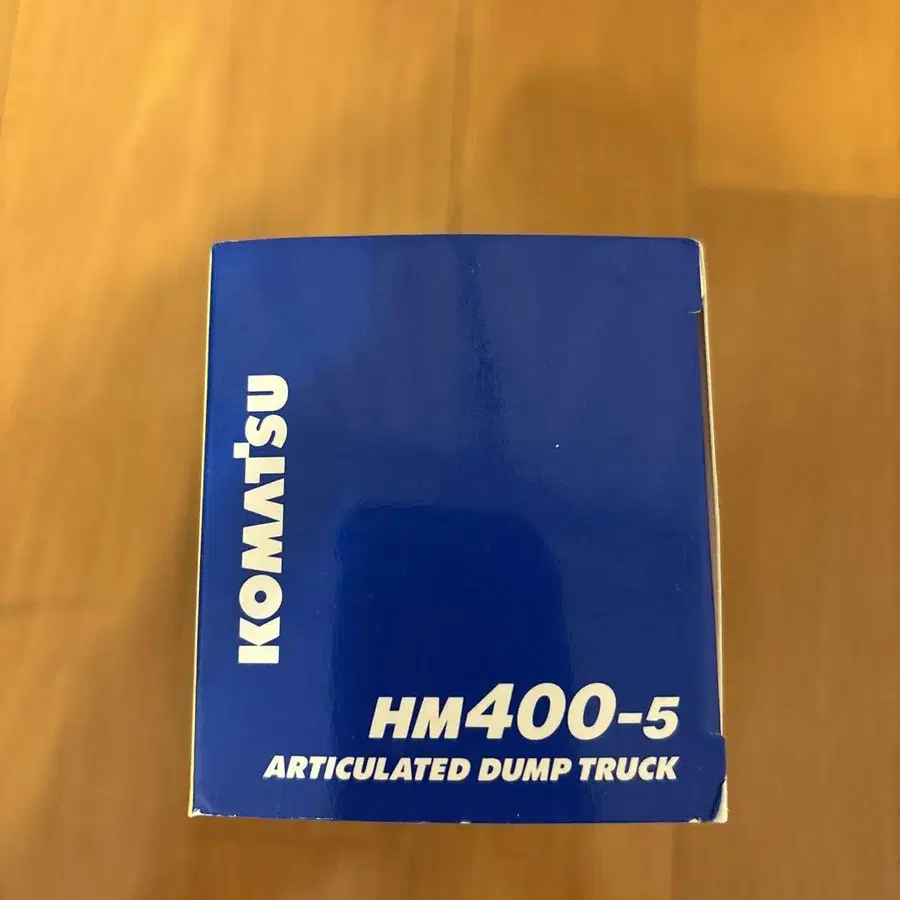 KOMATSU
HM400-5
ARTICULATED DUMP TRUCK